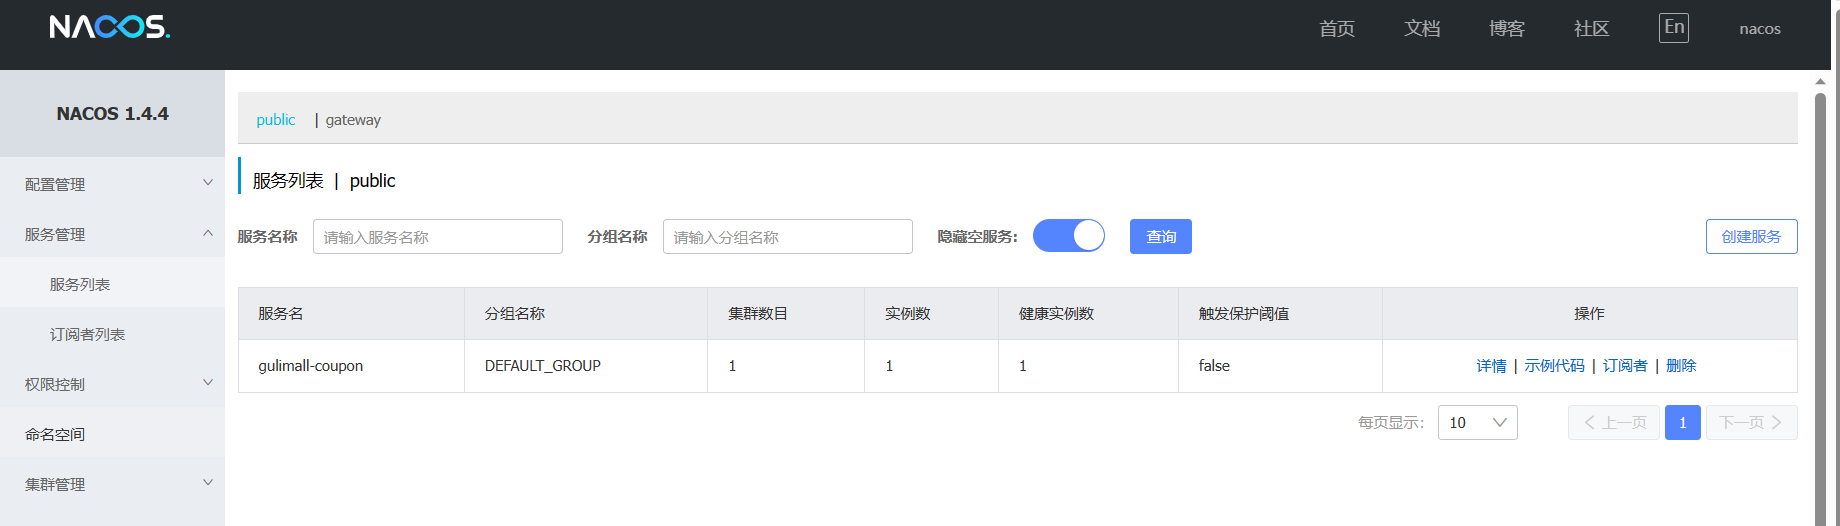 NACOS.
首页 文档 博客 社区 En nacos
NACOS 1.4.4
配置管理
服务管理
服务列表
订阅者列表
权限控制
命名空间
集群管理
public | gateway
服务列表 | public
服务名称 请输入服务名称 分组名称 请输入分组名称 隐藏空服务: 查询 创建服务
服务名 分组名称 集群数目 实例数 健康实例数 触发保护阈值 操作
gulimall-coupon DEFAULT_GROUP 1 1 1 false 详情 | 示例代码 | 订阅者 | 删除
每页显示: 10 上一页 1 下一页